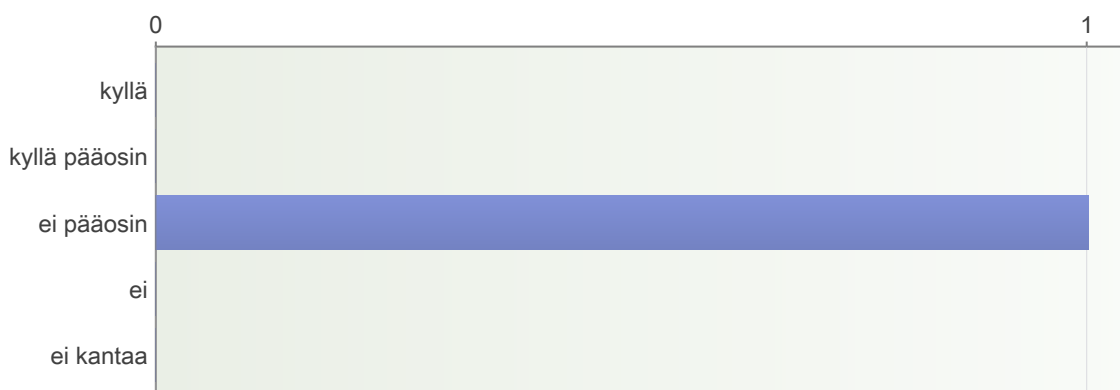 0 1
kyllä
kyllä pääosin
ei pääosin
ei
ei kantaa